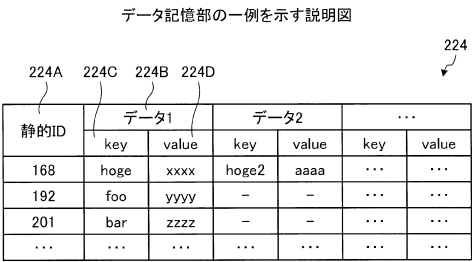 データ記憶部の一例を示す説明図
224
224A 224C 224B 224D
静的ID データ1 データ2 ・・・
key value key value key value
168 hoge xxxx hoge2 aaaa ・・・ ・・・
192 foo yyyy － － ・・・ ・・・
201 bar zzzz － － ・・・ ・・・
・・・ ・・・ ・・・ ・・・ ・・・ ・・・ ・・・